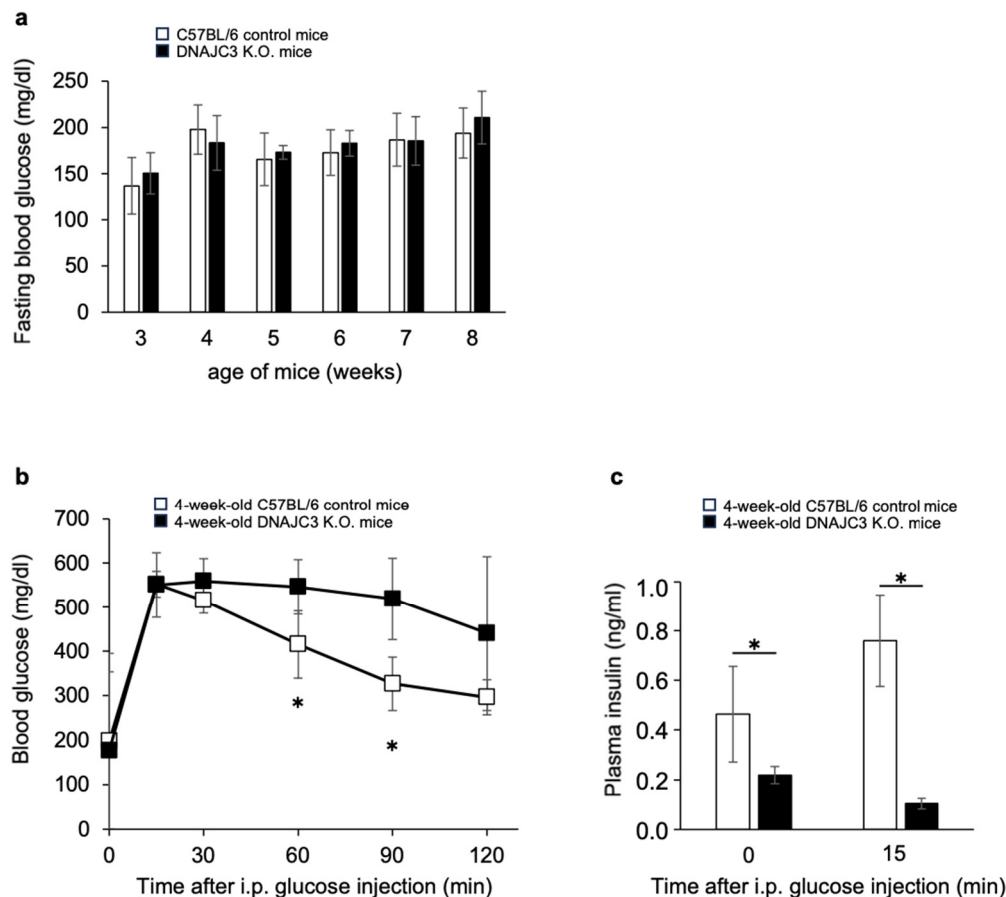 a
C57BL/6 control mice
DNAJC3 K.O. mice
Fasting blood glucose (mg/dl)
250
200
150
100
50
0
3 4 5 6 7 8
age of mice (weeks)
b
4-week-old C57BL/6 control mice
4-week-old DNAJC3 K.O. mice
Blood glucose (mg/dl)
700
600
500
400
300
200
100
0
* *
0 30 60 90 120
Time after i.p. glucose injection (min)
c
4-week-old C57BL/6 control mice
4-week-old DNAJC3 K.O. mice
Plasma insulin (ng/ml)
1.0
0.8
0.6
0.4
0.2
0.0
* *
0 15
Time after i.p. glucose injection (min)